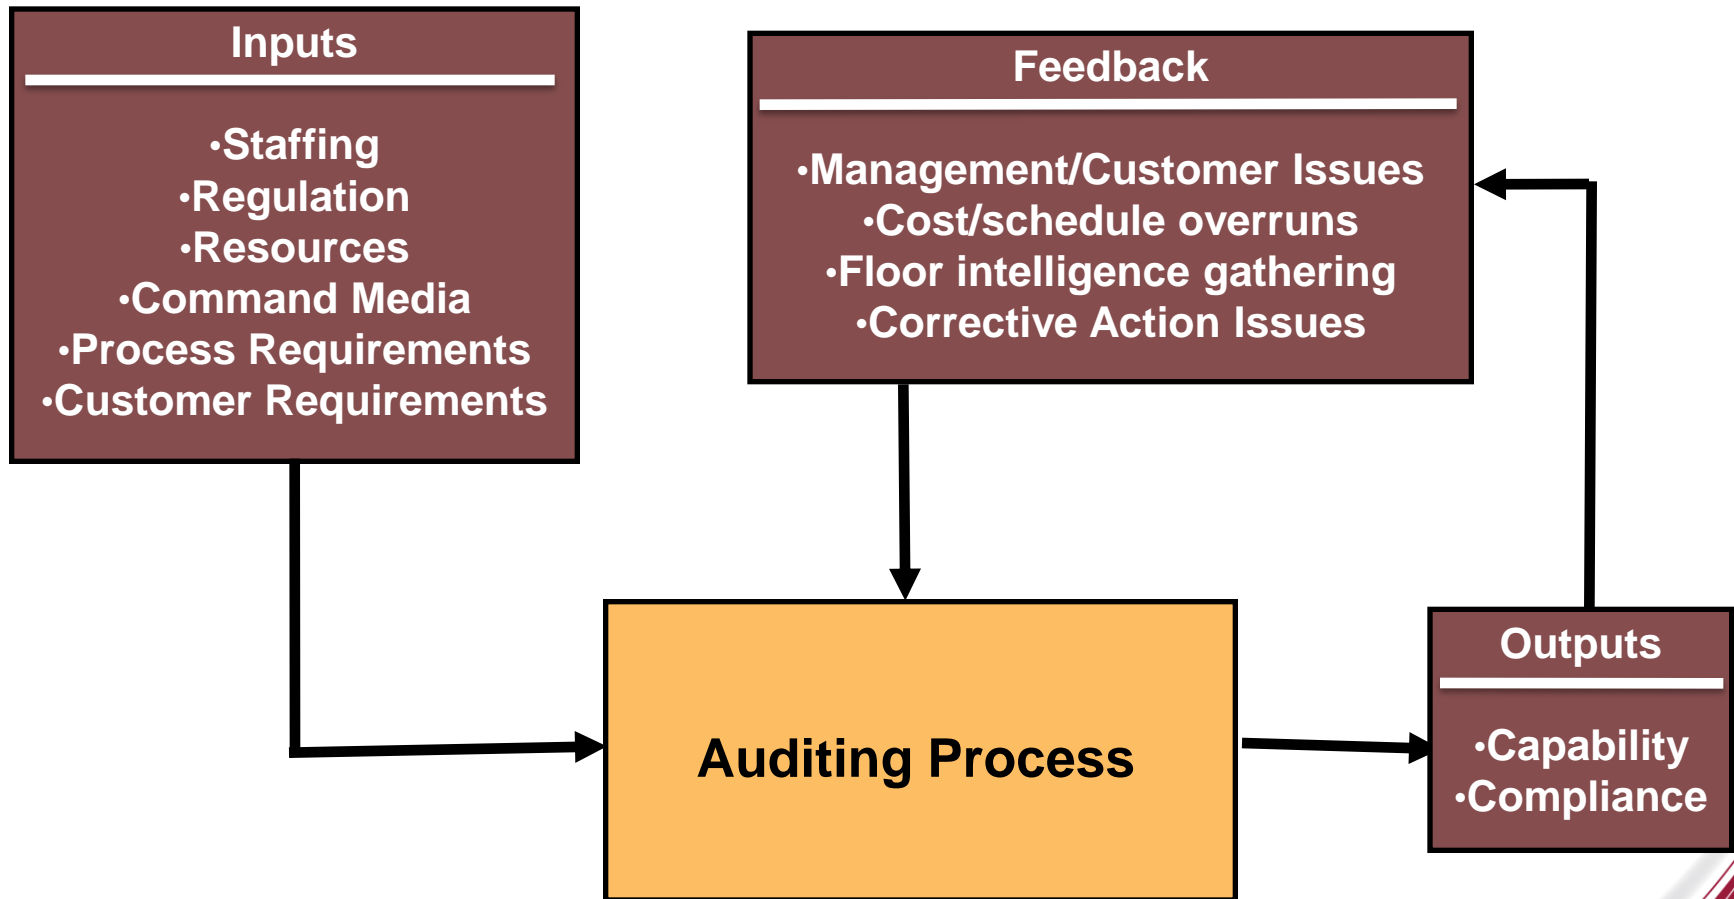 Inputs
•Staffing
•Regulation
•Resources
•Command Media
•Process Requirements
•Customer Requirements
Feedback
•Management/Customer Issues
•Cost/schedule overruns
•Floor intelligence gathering
•Corrective Action Issues
Auditing Process
Outputs
•Capability
•Compliance